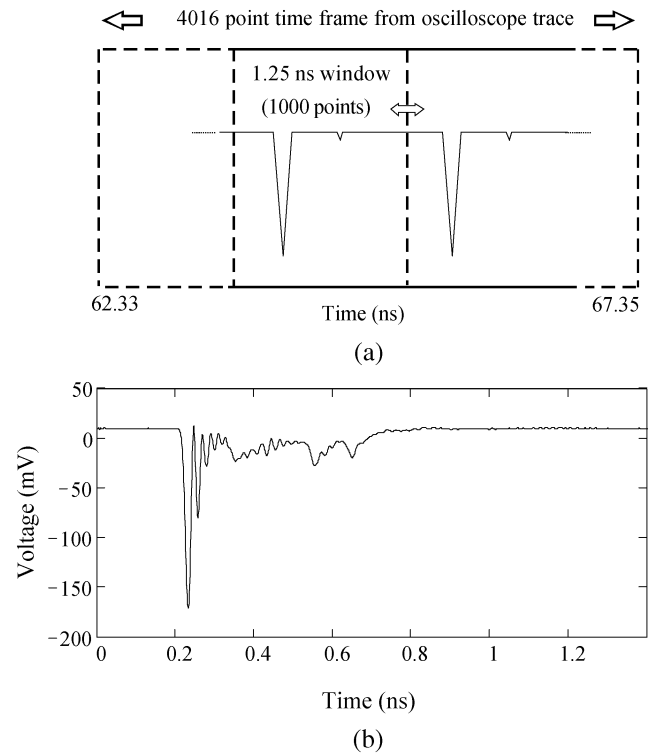 4016 point time frame from oscilloscope trace
1.25 ns window
(1000 points)
62.33
67.35
Time (ns)
(a)
50
0
−50
−100
−150
−200
Voltage (mV)
0 0.2 0.4 0.6 0.8 1 1.2
Time (ns)
(b)